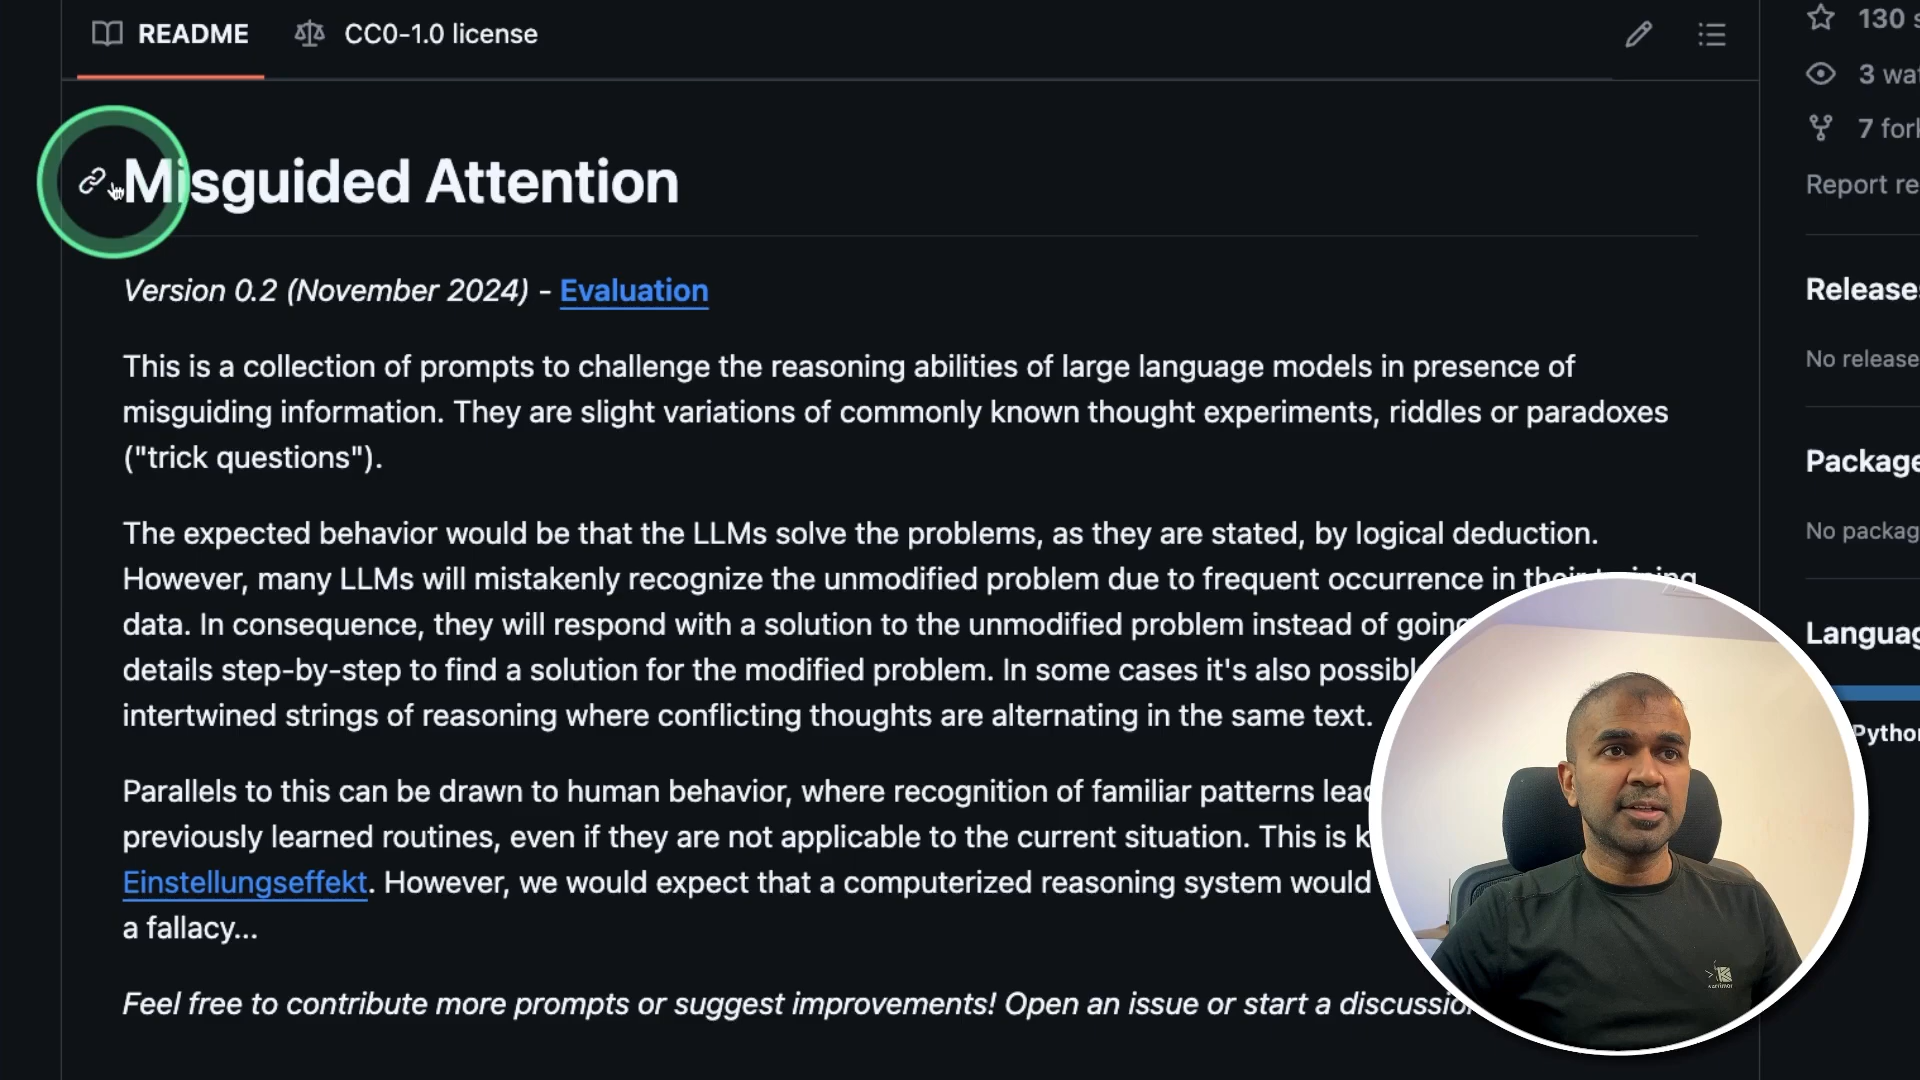 README CC0-1.0 license
130
3
7
Report
Misguided Attention
Version 0.2 (November 2024) - Evaluation
This is a collection of prompts to challenge the reasoning abilities of large language models in presence of
misguiding information. They are slight variations of commonly known thought experiments, riddles or paradoxes
("trick questions").
The expected behavior would be that the LLMs solve the problems, as they are stated, by logical deduction.
However, many LLMs will mistakenly recognize the unmodified problem due to frequent occurrence in their training
data. In consequence, they will respond with a solution to the unmodified problem instead of going
details step-by-step to find a solution for the modified problem. In some cases it's also possibl
intertwined strings of reasoning where conflicting thoughts are alternating in the same text.
Parallels to this can be drawn to human behavior, where recognition of familiar patterns lead
previously learned routines, even if they are not applicable to the current situation. This is k
Einstellungseffekt. However, we would expect that a computerized reasoning system would
a fallacy...
Feel free to contribute more prompts or suggest improvements! Open an issue or start a discussion
Releases
No release
Package
No packag
Languag
Python